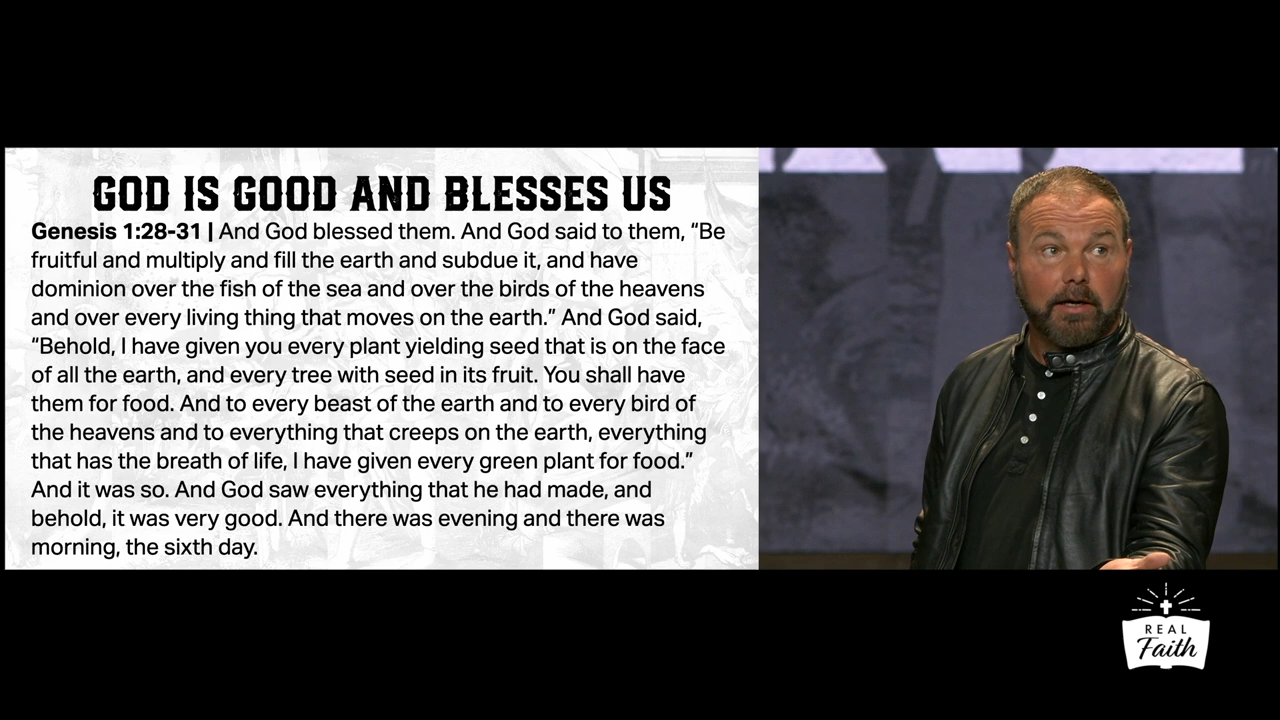 GOD IS GOOD AND BLESSES US
Genesis 1:28-31 | And God blessed them. And God said to them, “Be
fruitful and multiply and fill the earth and subdue it, and have
dominion over the fish of the sea and over the birds of the heavens
and over every living thing that moves on the earth.” And God said,
“Behold, I have given you every plant yielding seed that is on the face
of all the earth, and every tree with seed in its fruit. You shall have
them for food. And to every beast of the earth and to every bird of
the heavens and to everything that creeps on the earth, everything
that has the breath of life, I have given every green plant for food.”
And it was so. And God saw everything that he had made, and
behold, it was very good. And there was evening and there was
morning, the sixth day.
REAL
Faith